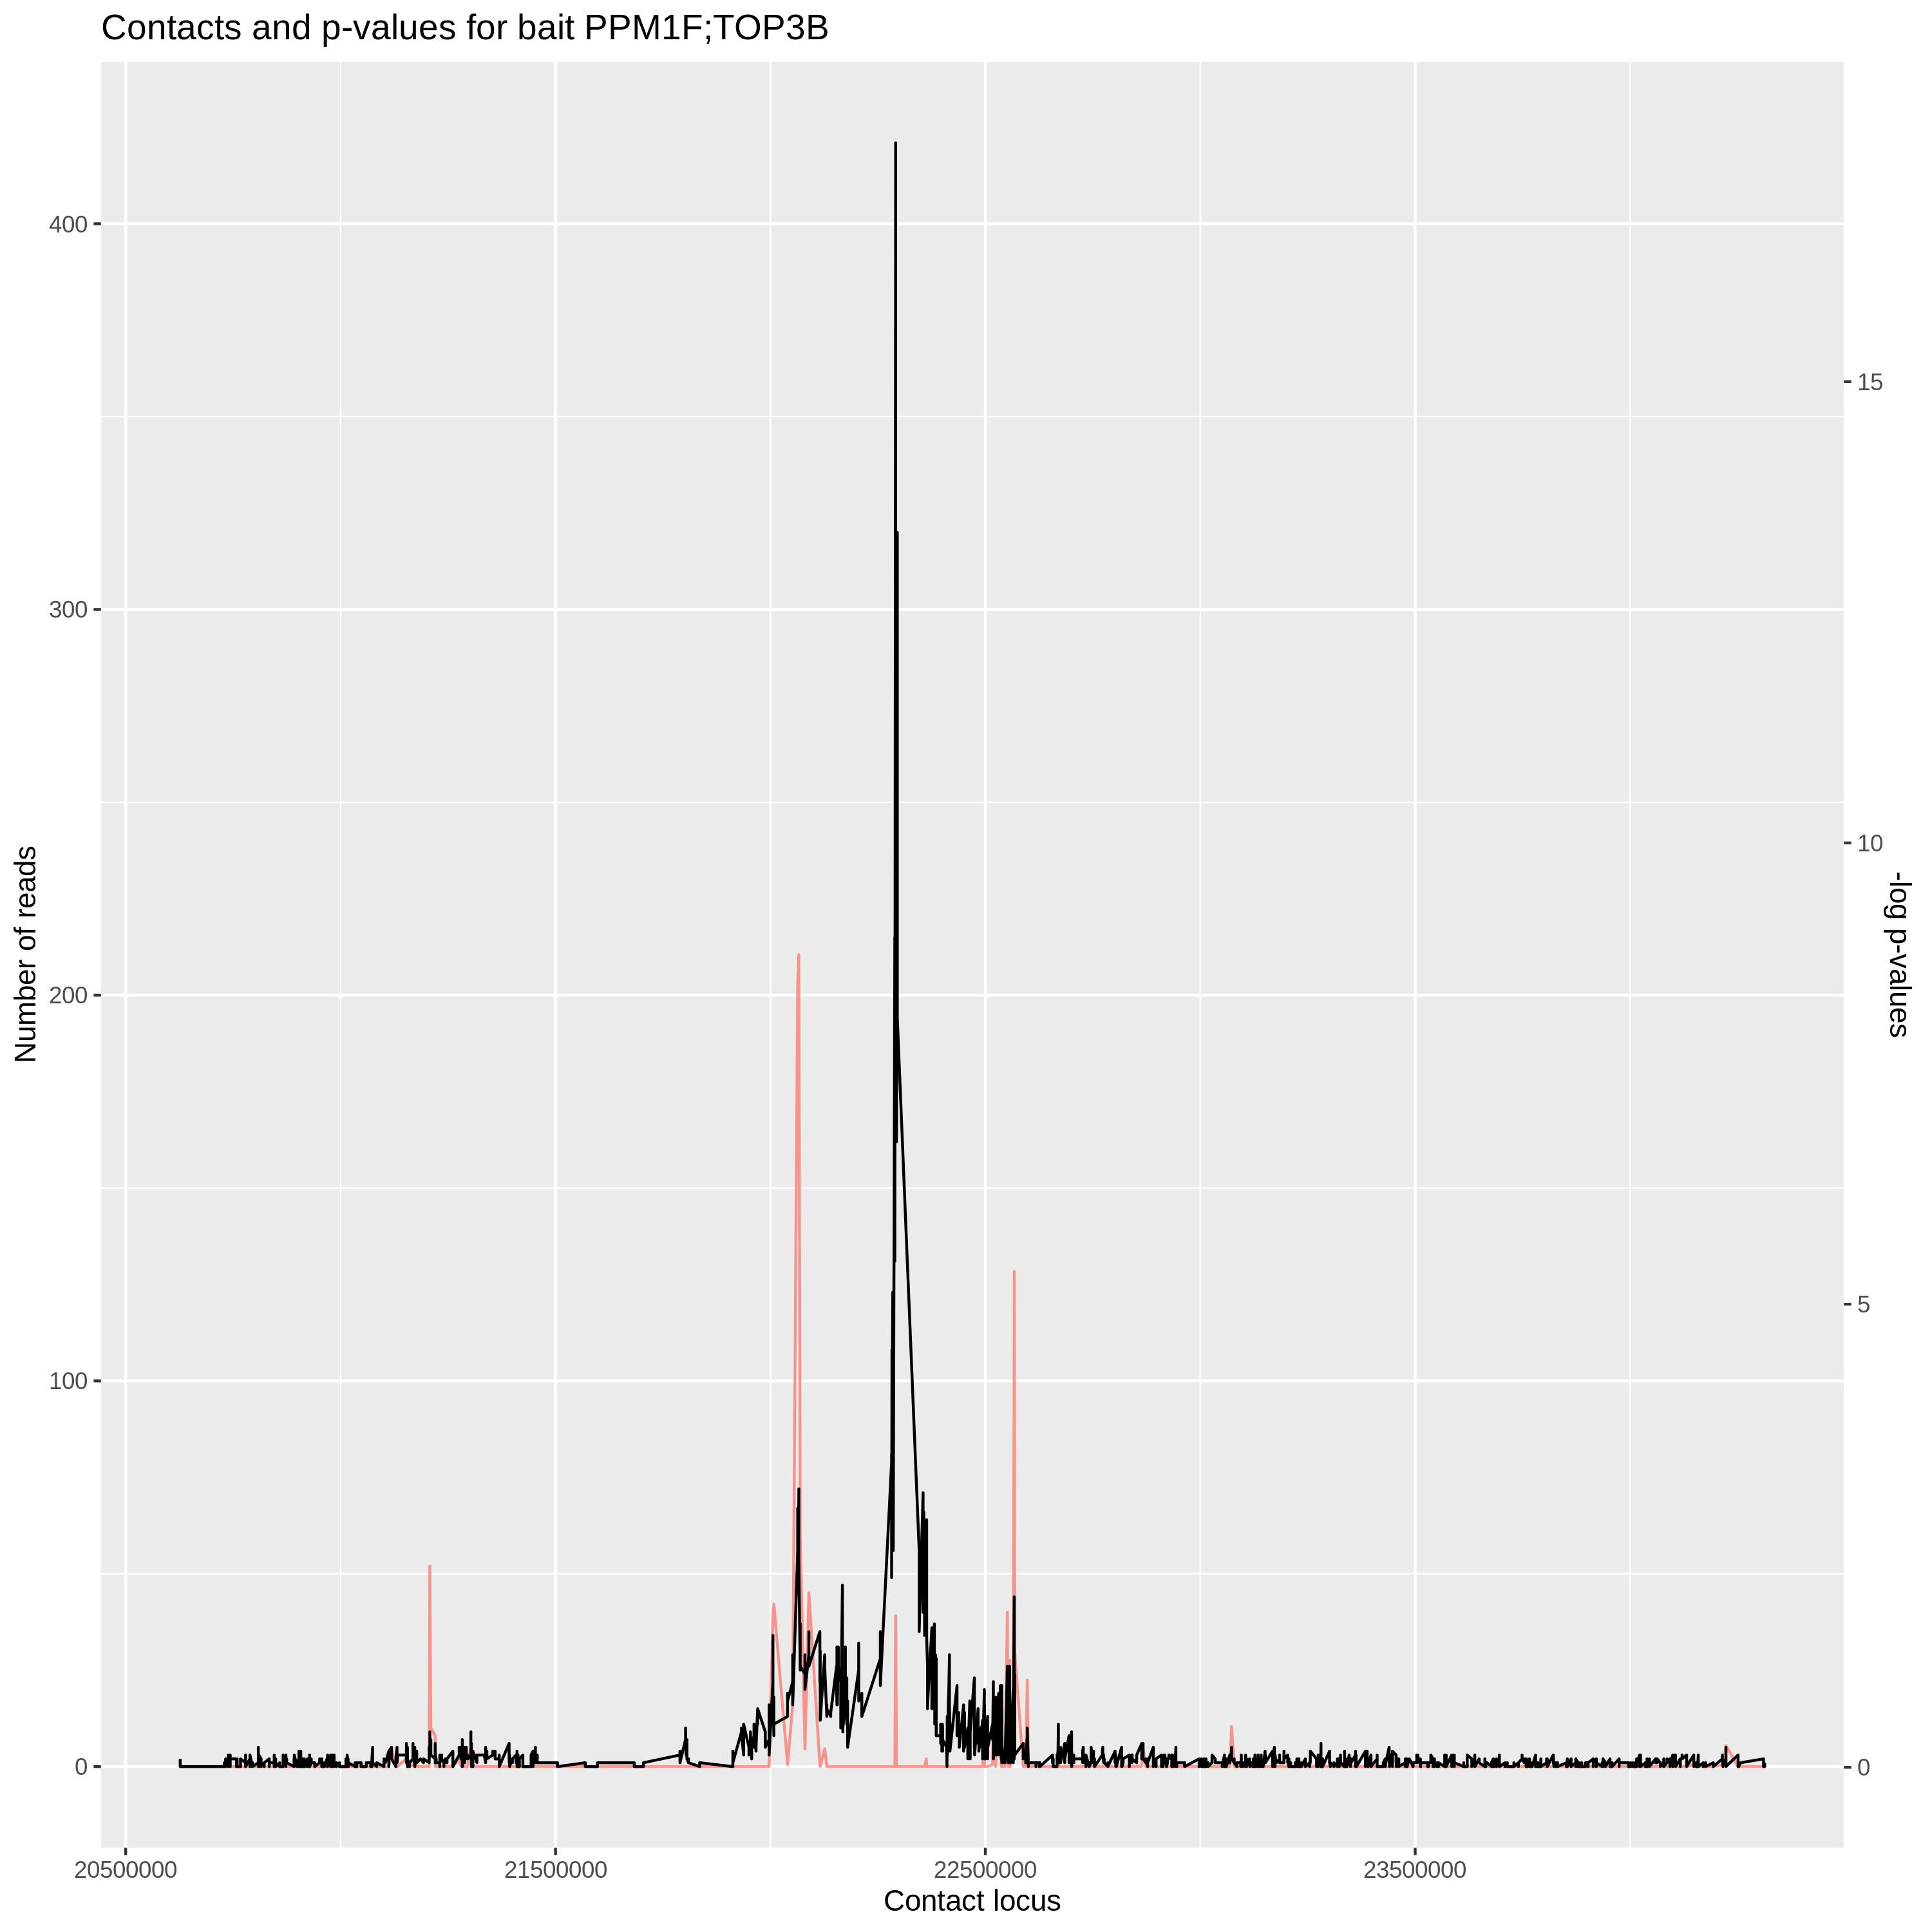 Contacts and p-values for bait PPM1F;TOP3B
Number of reads
400
300
200
100
0
15
10
5
0
-log p-values
20500000 21500000 22500000 23500000
Contact locus